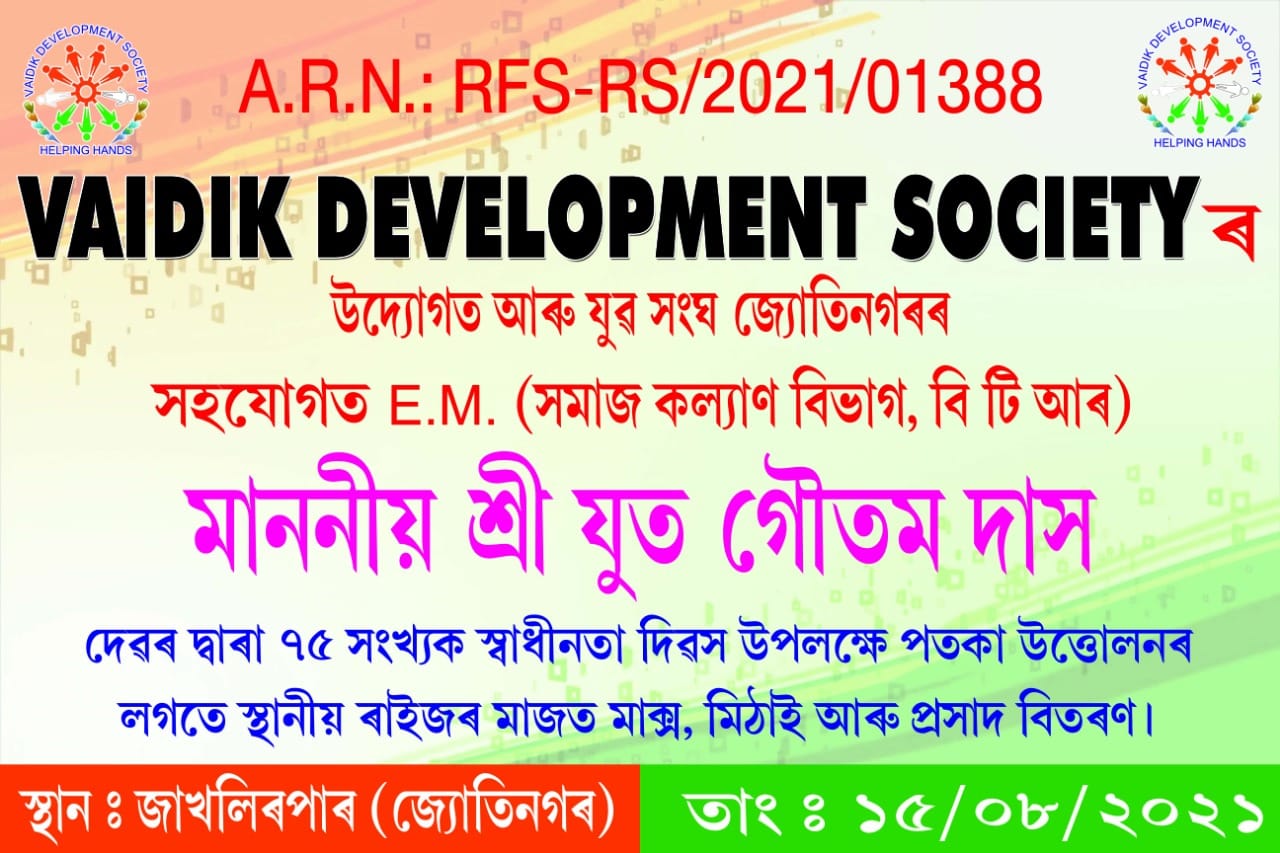 VAIDIK DEVELOPMENT SOCIETY
HELPING HANDS
VAIDIK DEVELOPMENT SOCIETY
HELPING HANDS
A.R.N.: RFS-RS/2021/01388
VAIDIK DEVELOPMENT SOCIETY ৰ
উদ্যোগত আৰু যুৱ সংঘ জ্যোতিনগৰৰ
সহযোগত E.M. (সমাজ কল্যাণ বিভাগ, বি টি আৰ)
মাননীয় শ্ৰী যুত গৌতম দাস
দেৱৰ দ্বাৰা ৭৫ সংখ্যক স্বাধীনতা দিৱস উপলক্ষে পতকা উত্তোলনৰ
লগতে স্থানীয় ৰাইজৰ মাজত মাক্স, মিঠাই আৰু প্ৰসাদ বিতৰণ।
স্থান ঃ জাখলিৰপাৰ (জ্যোতিনগৰ)
তাং ঃ ১৫/০৮/২০২১